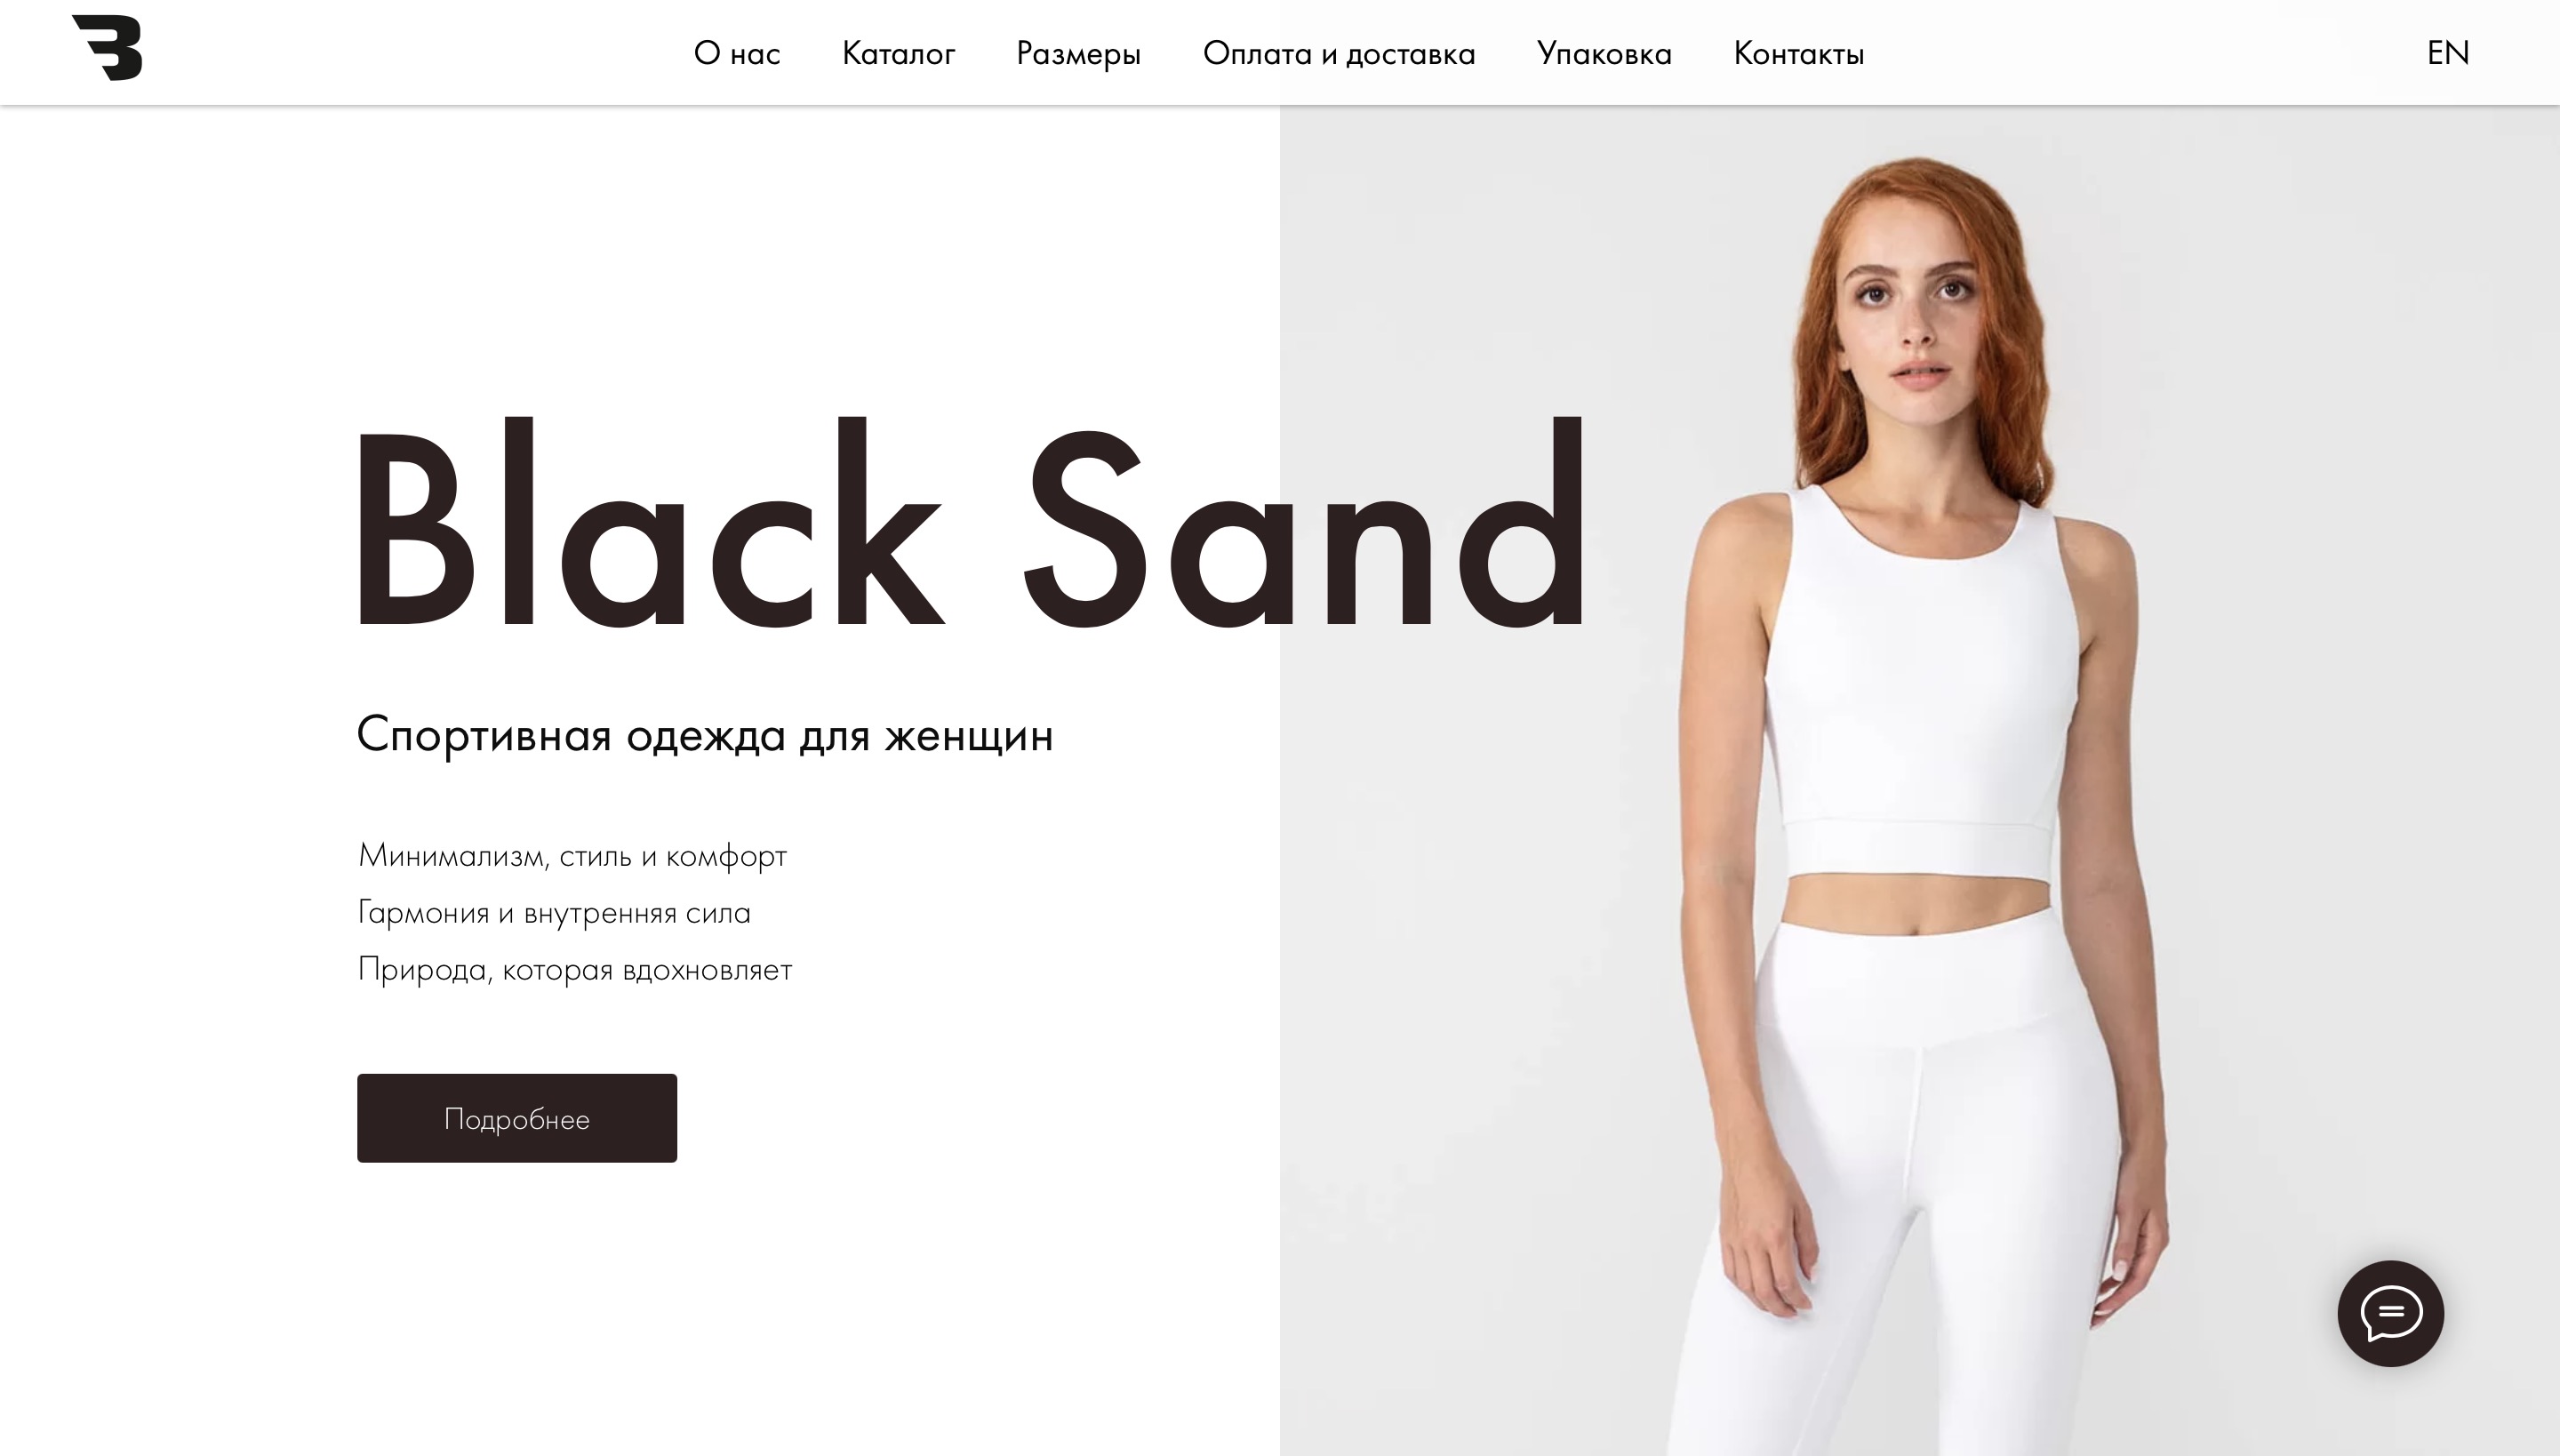 О нас Каталог Размеры Оплата и доставка Упаковка Контакты EN
Black Sand
Спортивная одежда для женщин
Минимализм, стиль и комфорт
Гармония и внутренняя сила
Природа, которая вдохновляет
Подробнее